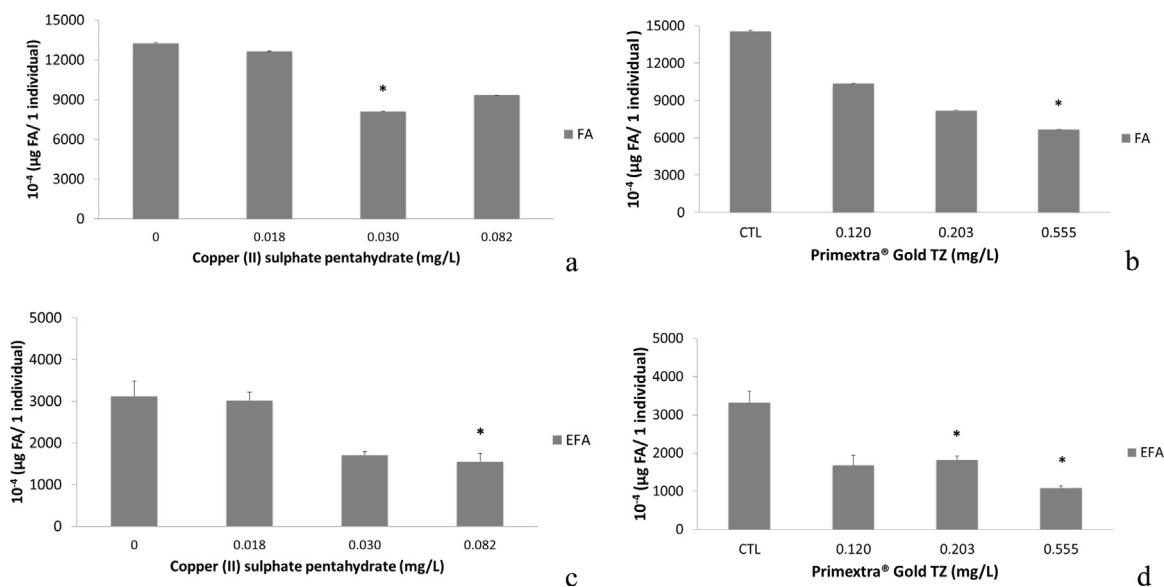 15000
12000
9000
6000
3000
0
10⁻⁴ (µg FA/ 1 individual)
*
FA
0 0.018 0.030 0.082
Copper (II) sulphate pentahydrate (mg/L)
a
15000
12000
9000
6000
3000
0
10⁻⁴ (µg FA/ 1 individual )
*
FA
CTL 0.120 0.203 0.555
Primextra® Gold TZ (mg/L)
b
5000
4000
3000
2000
1000
0
10⁻⁴ (µg FA/ 1 individual)
*
EFA
0 0.018 0.030 0.082
Copper (II) sulphate pentahydrate (mg/L)
c
5000
4000
3000
2000
1000
0
10⁻⁴ (µg FA/ 1 individual)
* *
EFA
CTL 0.120 0.203 0.555
Primextra® Gold TZ (mg/L)
d